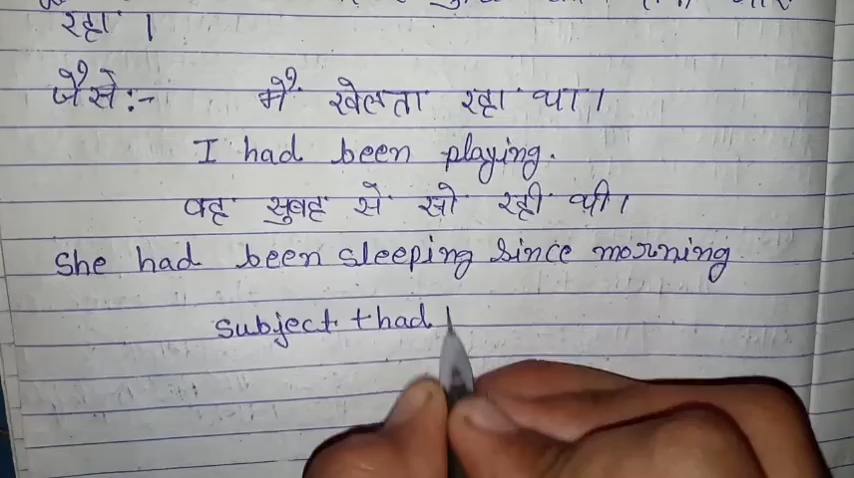 रहा ।
जैसे:- मैं खेलता रहा था।
I had been playing.
वह सुबह से सो रही थी।
She had been sleeping since morning
subject + had